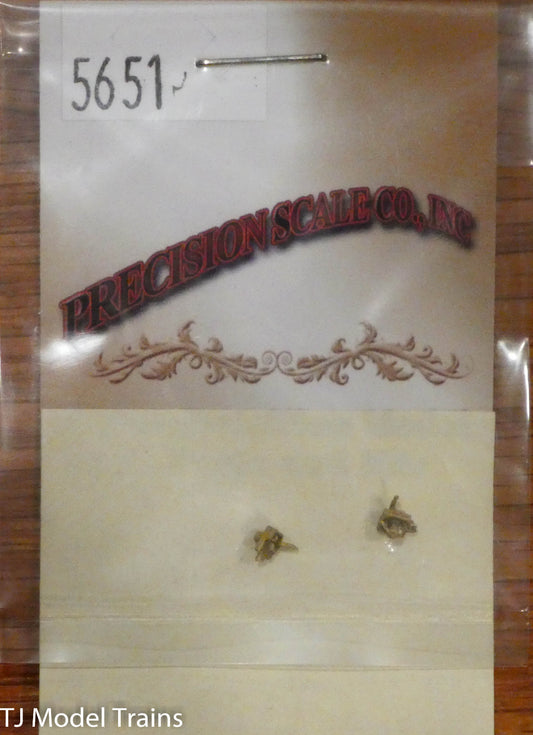 5651
PRECISION SCALE CO., INC
TJ Model Trains